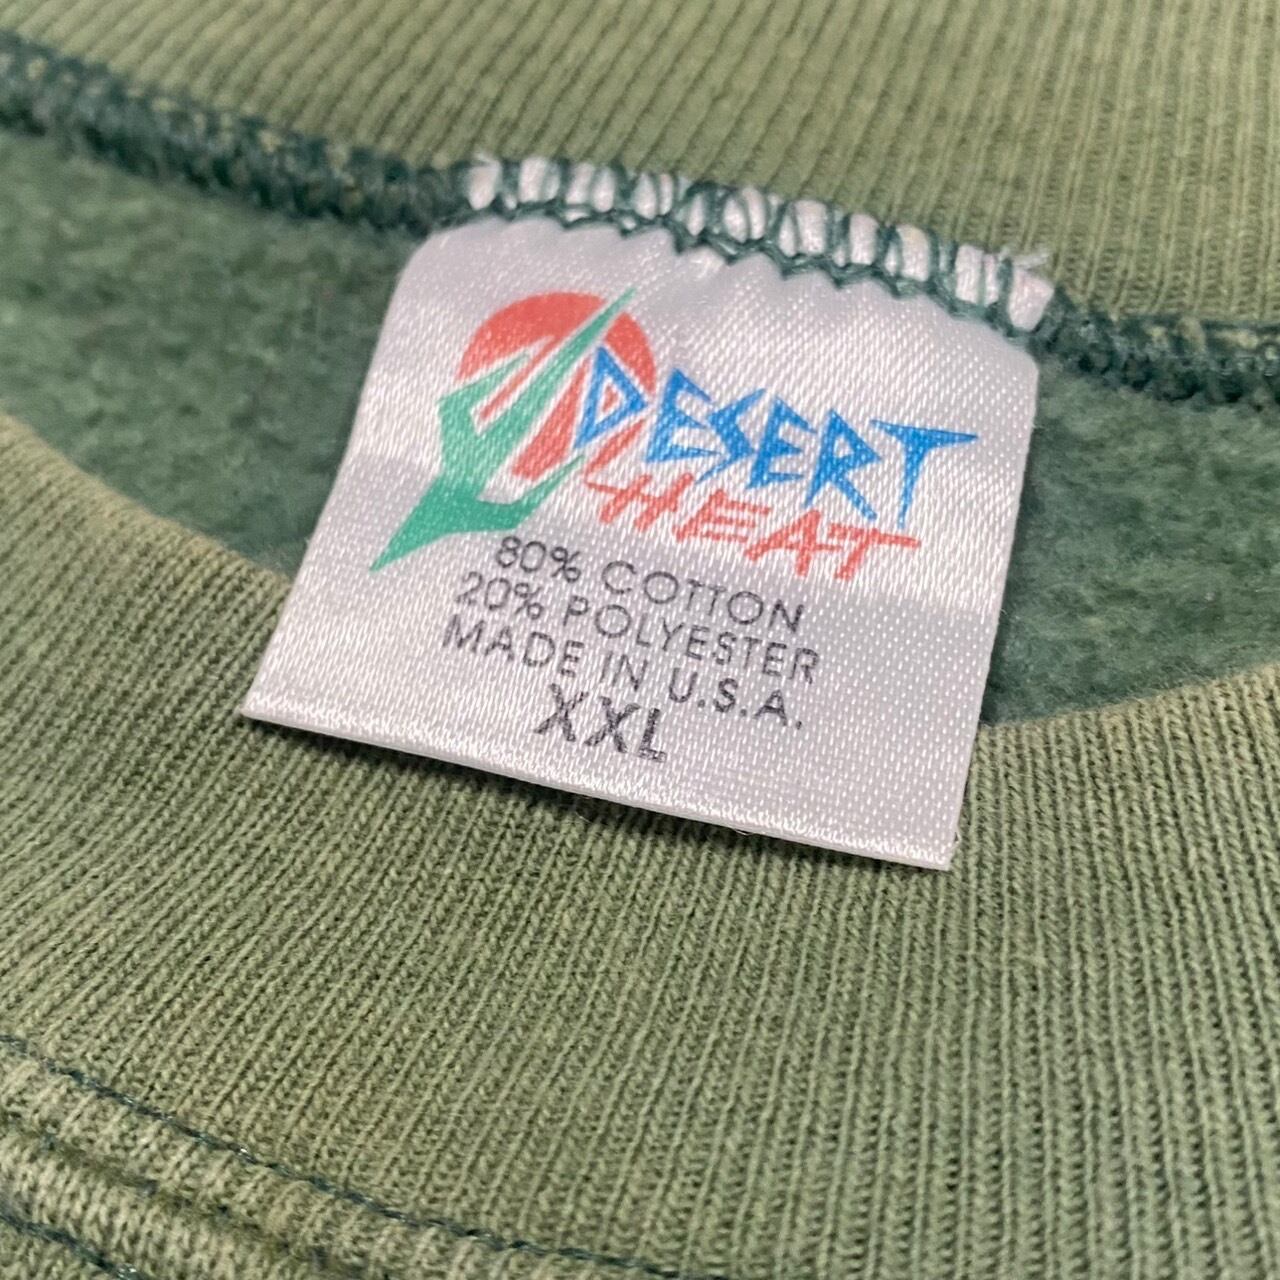 DESERT
HEAT
80% COTTON
20% POLYESTER
MADE IN U.S.A.
XXL